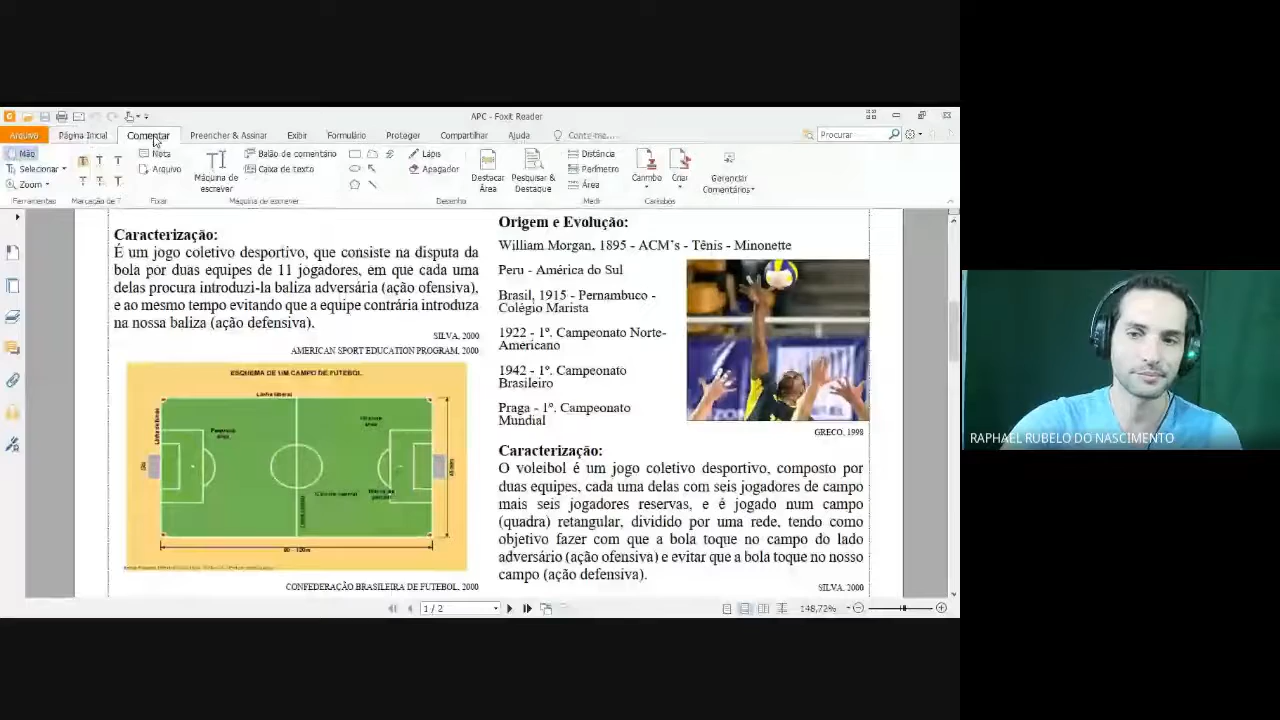 APC - Foxit Reader
Arquivo Página Inicial Comentar Preencher & Assinar Exibir Formulário Proteger Compartilhar Ajuda Conte-me... Procurar
Mão
Selecionar
Zoom
Ferramentas
Marcação de T
Nota
Arquivo
Fixar
Máquina de
escrever
Balão de comentário
Caixa de texto
Máquina de escrever
Lápis
Apagador
Desenho
Destacar
Área
Pesquisar &
Destaque
Distância
Perímetro
Área
Medir
Carimbo
Criar
Carimbos
Gerenciar
Comentários
Caracterização:
É um jogo coletivo desportivo, que consiste na disputa da
bola por duas equipes de 11 jogadores, em que cada uma
delas procura introduzi-la baliza adversária (ação ofensiva),
e ao mesmo tempo evitando que a equipe contrária introduza
na nossa baliza (ação defensiva).
SILVA, 2000
AMERICAN SPORT EDUCATION PROGRAM, 2000
ESQUEMA DE UM CAMPO DE FUTEBOL
Linha lateral
CONFEDERAÇÃO BRASILEIRA DE FUTEBOL, 2000
Origem e Evolução:
William Morgan, 1895 - ACM's - Tênis - Minonette
Peru - América do Sul
Brasil, 1915 - Pernambuco -
Colégio Marista
1922 - 1º. Campeonato Norte-
Americano
1942 - 1º. Campeonato
Brasileiro
Praga - 1º. Campeonato
Mundial
GRECO, 1998
Caracterização:
O voleibol é um jogo coletivo desportivo, composto por
duas equipes, cada uma delas com seis jogadores de campo
mais seis jogadores reservas, e é jogado num campo
(quadra) retangular, dividido por uma rede, tendo como
objetivo fazer com que a bola toque no campo do lado
adversário (ação ofensiva) e evitar que a bola toque no nosso
campo (ação defensiva).
SILVA, 2000
1 / 2
148,72%
RAPHAEL RUBELO DO NASCIMENTO